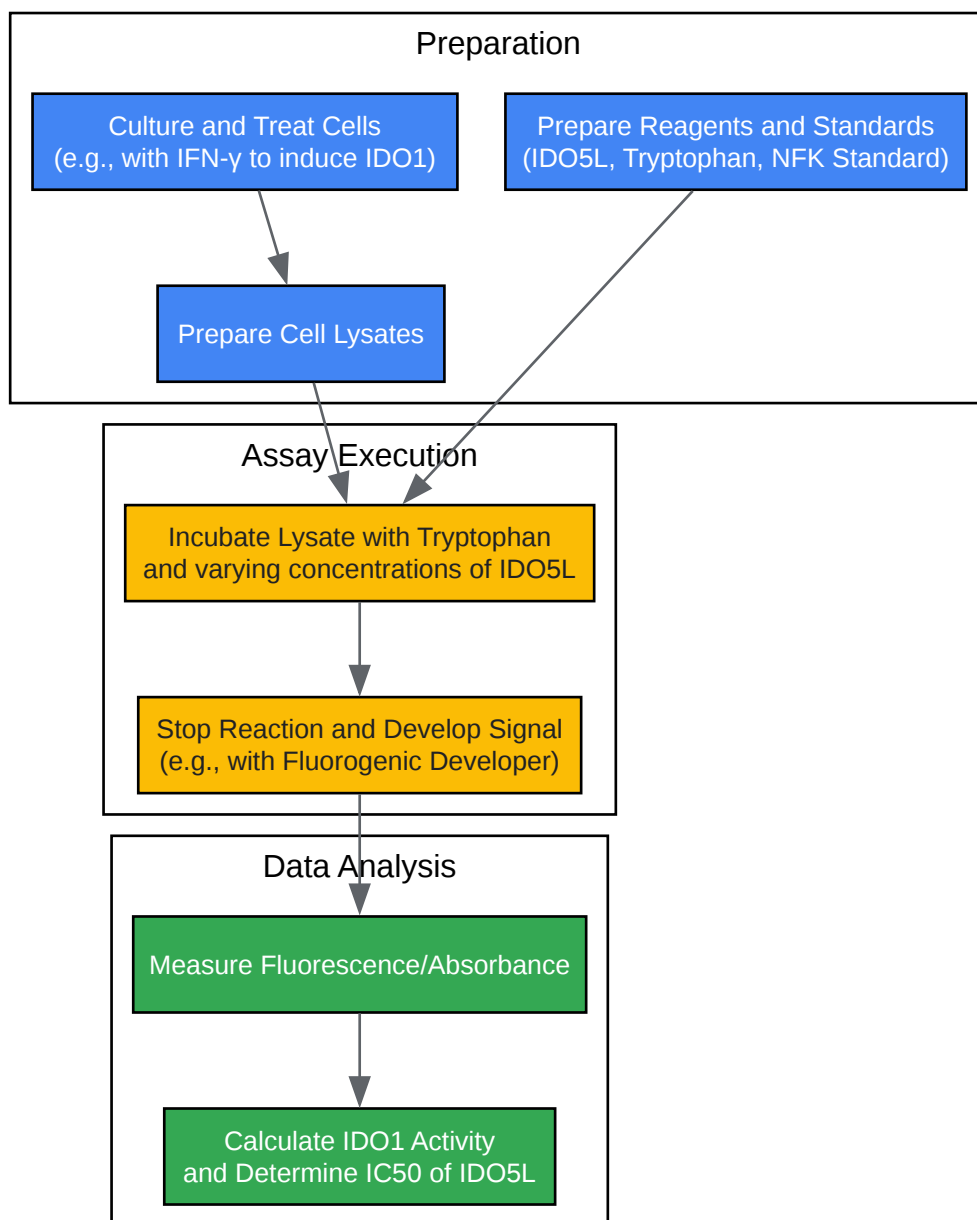 Preparation
Culture and Treat Cells
(e.g., with IFN-γ to induce IDO1)
Prepare Reagents and Standards
(IDO5L, Tryptophan, NFK Standard)
Prepare Cell Lysates
Assay Execution
Incubate Lysate with Tryptophan
and varying concentrations of IDO5L
Stop Reaction and Develop Signal
(e.g., with Fluorogenic Developer)
Data Analysis
Measure Fluorescence/Absorbance
Calculate IDO1 Activity
and Determine IC50 of IDO5L